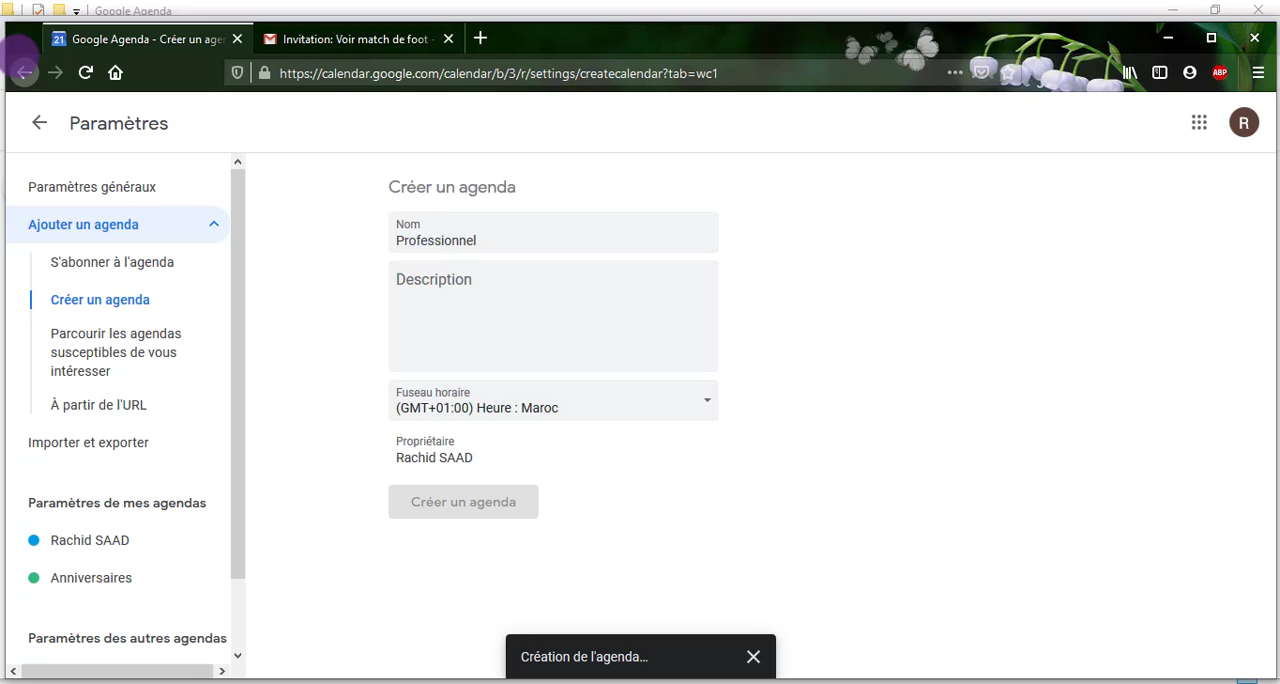 Google Agenda
21
Google Agenda - Créer un age
Invitation: Voir match de foot -
https://calendar.google.com/calendar/b/3/r/settings/createcalendar?tab=wc1
ABP
Paramètres
R
Paramètres généraux
Ajouter un agenda
S'abonner à l'agenda
Créer un agenda
Parcourir les agendas
susceptibles de vous
intéresser
À partir de l'URL
Importer et exporter
Paramètres de mes agendas
Rachid SAAD
Anniversaires
Paramètres des autres agendas
Créer un agenda
Nom
Professionnel
Description
Fuseau horaire
(GMT+01:00) Heure : Maroc
Propriétaire
Rachid SAAD
Créer un agenda
Création de l'agenda…